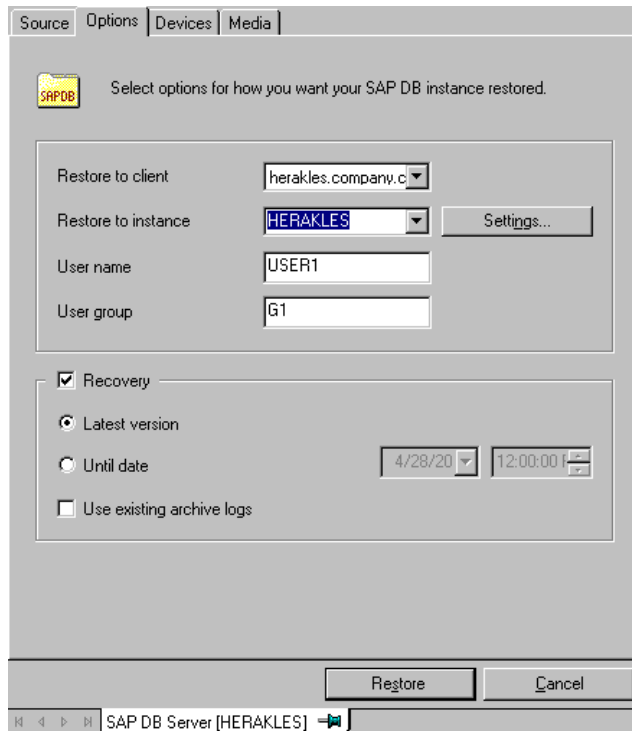 Source Options Devices Media
SAPDB
Select options for how you want your SAP DB instance restored.
Restore to client herakles.company.c
Restore to instance HERAKLES Settings...
User name USER1
User group G1
Recovery
Latest version
Until date 4/28/20 12:00:00
Use existing archive logs
Restore Cancel
SAP DB Server [HERAKLES]